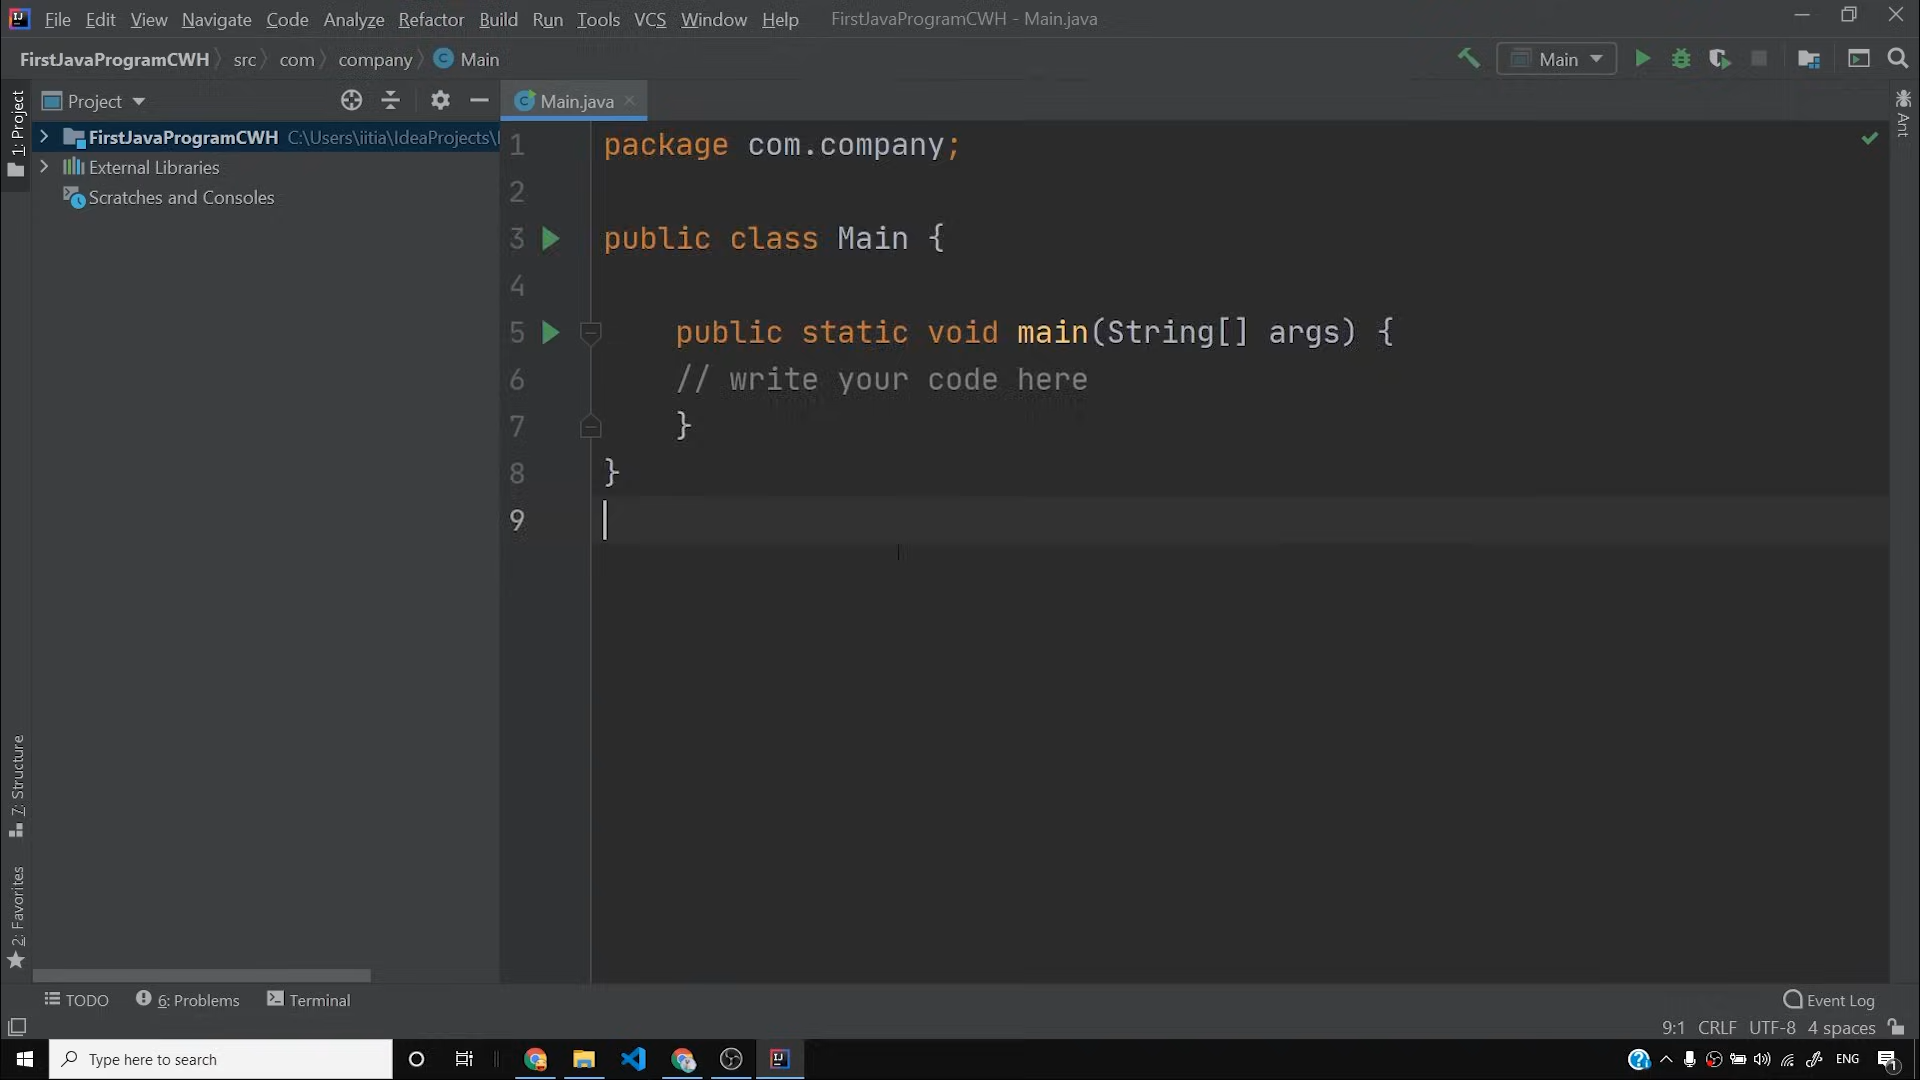 File Edit View Navigate Code Analyze Refactor Build Run Tools VCS Window Help FirstJavaProgramCWH - Main.java
FirstJavaProgramCWH src com company Main
Main
Project
Main.java
1: Project
FirstJavaProgramCWH C:\Users\iitia\IdeaProjects\
External Libraries
Scratches and Consoles
Ant
1 package com.company;
2
3 public class Main {
4
5 public static void main(String[] args) {
6 // write your code here
7 }
8 }
9
7: Structure
2: Favorites
TODO 6: Problems Terminal
Event Log
9:1 CRLF UTF-8 4 spaces
Type here to search
ENG
1